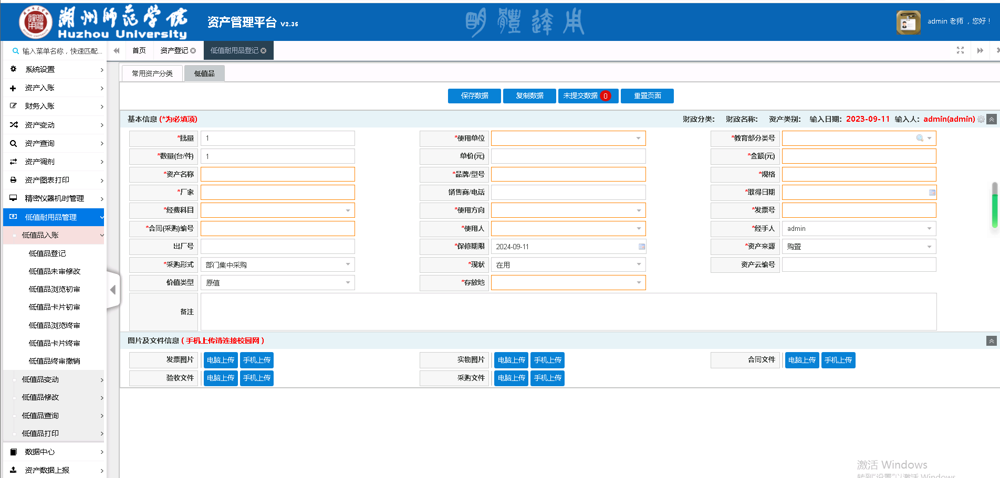 湖州师范学院
Huzhou University
资产管理平台 V2.35
明體達用
admin 老师 ，您好！
输入菜单名称，快速匹配...
首页
资产登记
低值耐用品登记
系统设置
资产入账
财务入账
资产变动
资产查询
资产调剂
资产图表打印
精密仪器机时管理
低值耐用品管理
低值品入账
低值品登记
低值品未审修改
低值品浏览初审
低值品卡片初审
低值品浏览终审
低值品卡片终审
低值品终审撤销
低值品变动
低值品修改
低值品查询
低值品打印
数据中心
资产数据上报
常用资产分类
低值品
保存数据
复制数据
未提交数据 0
重置页面
基本信息 (*为必填项)
财政分类: 财政名称: 资产类别: 输入日期: 2023-09-11 输入人: admin(admin)
*批量 1
*使用单位
*教育部分类号
*数量(台/件) 1
单价(元)
*金额(元)
*资产名称
*品牌/型号
*规格
*厂家
销售商/电话
*取得日期
*经费科目
*使用方向
*发票号
*合同(采购)编号
*使用人
*经手人 admin
出厂号
*保修期限 2024-09-11
*资产来源 购置
*采购形式 部门集中采购
*现状 在用
资产云编号
价值类型 原值
*存放地
备注
图片及文件信息 ( 手机上传请连接校园网 )
发票图片 电脑上传 手机上传
实物图片 电脑上传 手机上传
合同文件 电脑上传 手机上传
验收文件 电脑上传 手机上传
采购文件 电脑上传 手机上传
激活 Windows
转到"设置"以激活 Windows